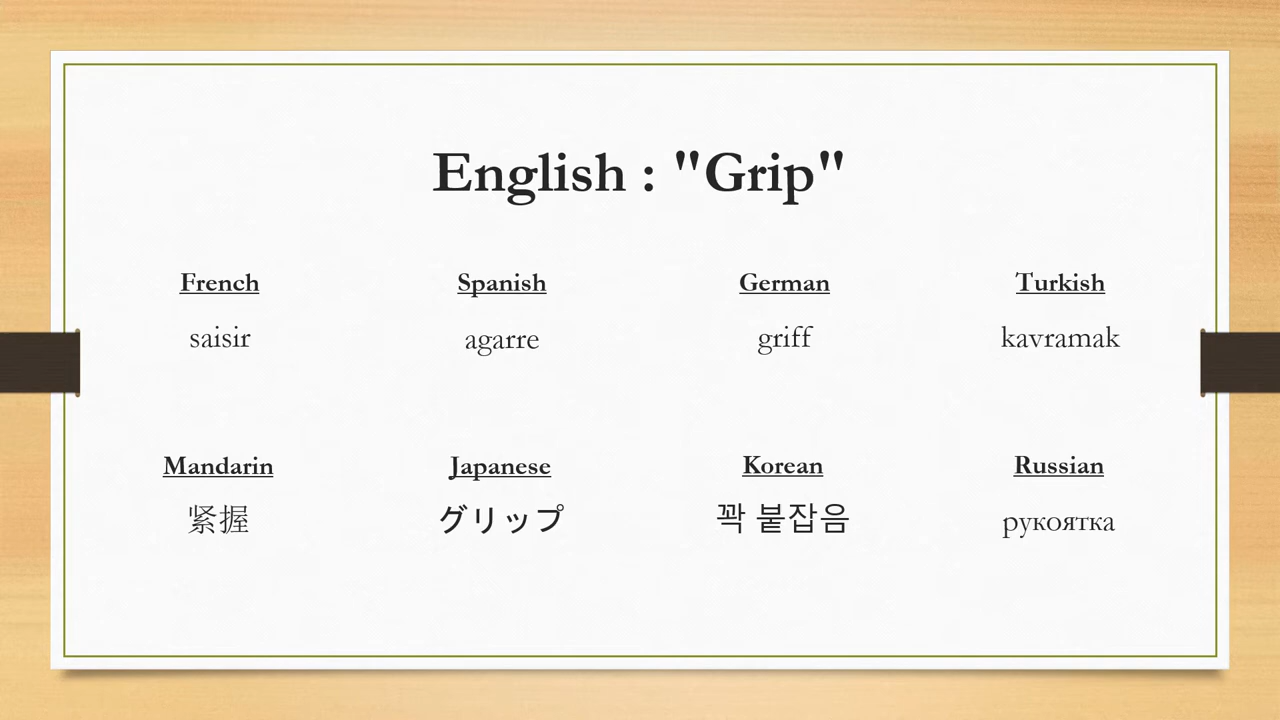 English : "Grip"
French
Spanish
German
Turkish
saisir
agarre
griff
kavramak
Mandarin
Japanese
Korean
Russian
紧握
グリップ
꽉 붙잡음
рукоятка